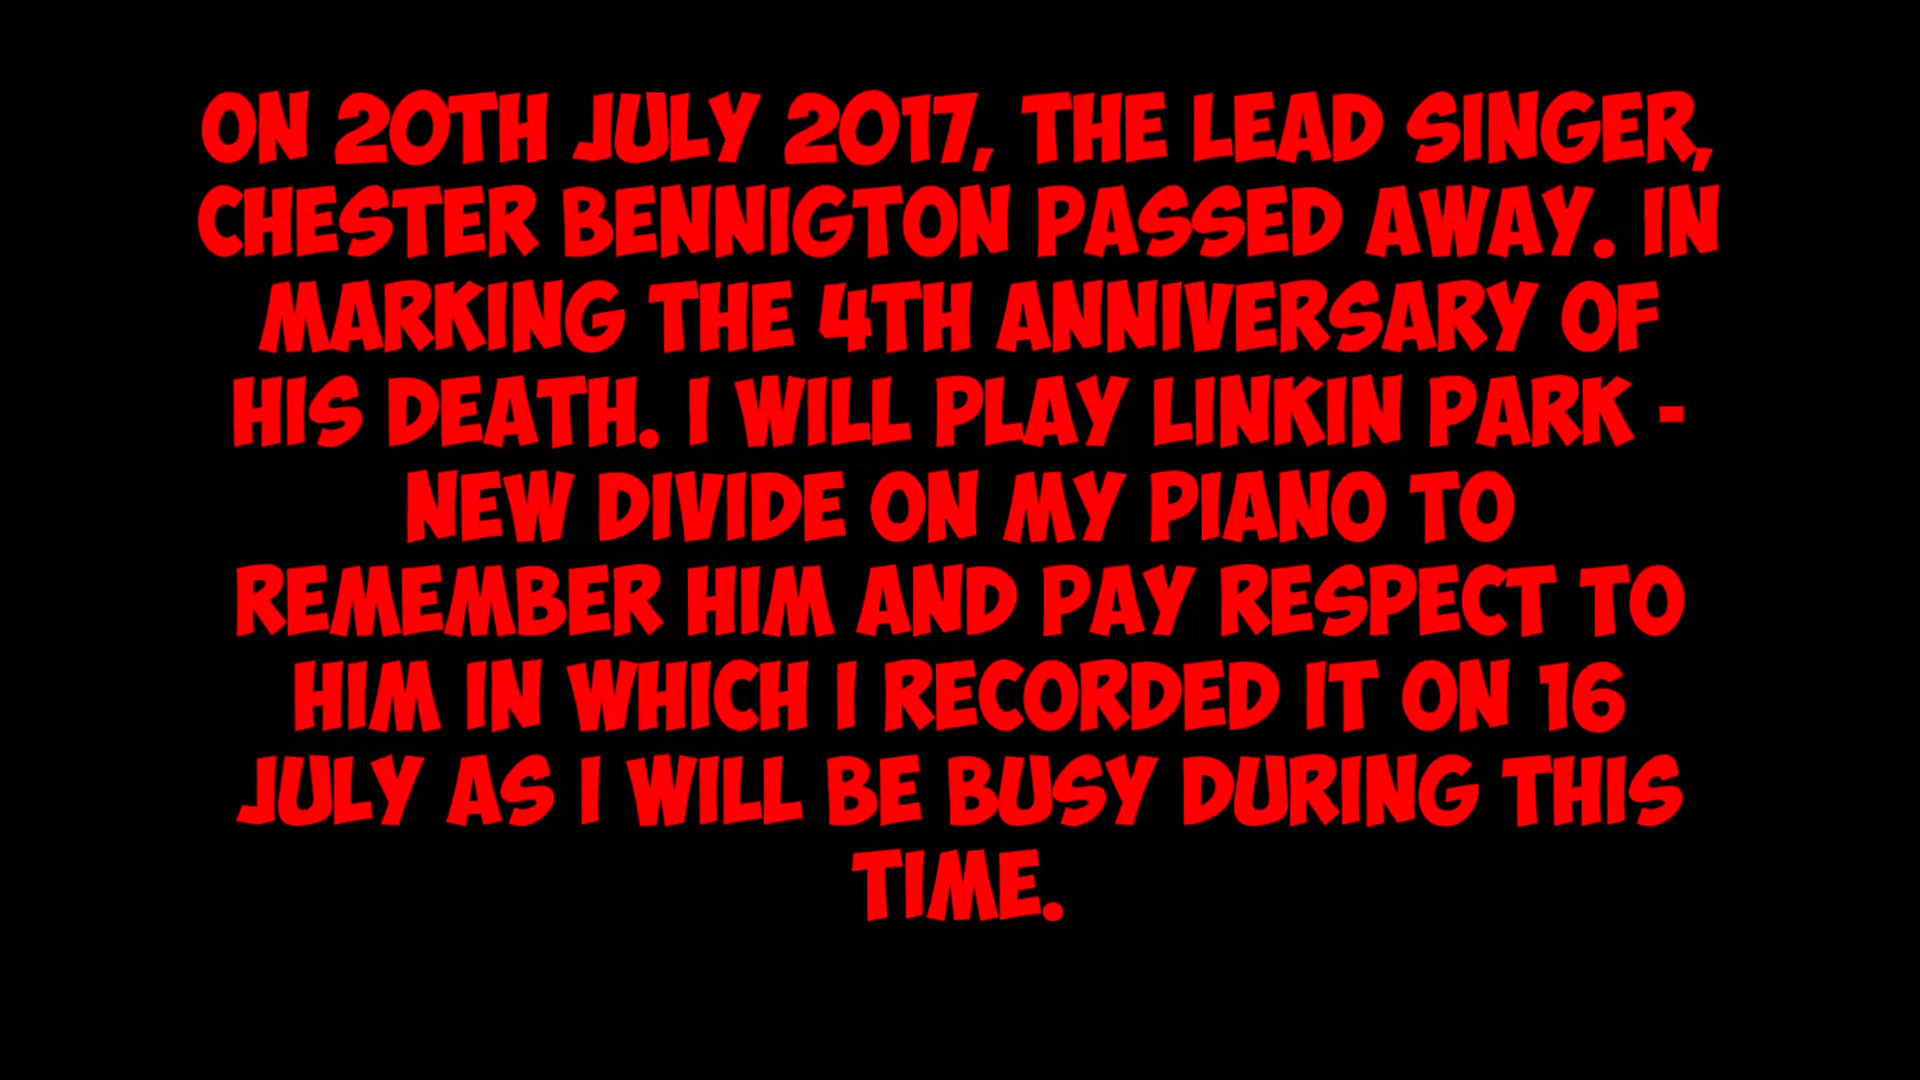 ON 20TH JULY 2017, THE LEAD SINGER,
CHESTER BENNIGTON PASSED AWAY. IN
MARKING THE 4TH ANNIVERSARY OF
HIS DEATH. I WILL PLAY LINKIN PARK -
NEW DIVIDE ON MY PIANO TO
REMEMBER HIM AND PAY RESPECT TO
HIM IN WHICH I RECORDED IT ON 16
JULY AS I WILL BE BUSY DURING THIS
TIME.